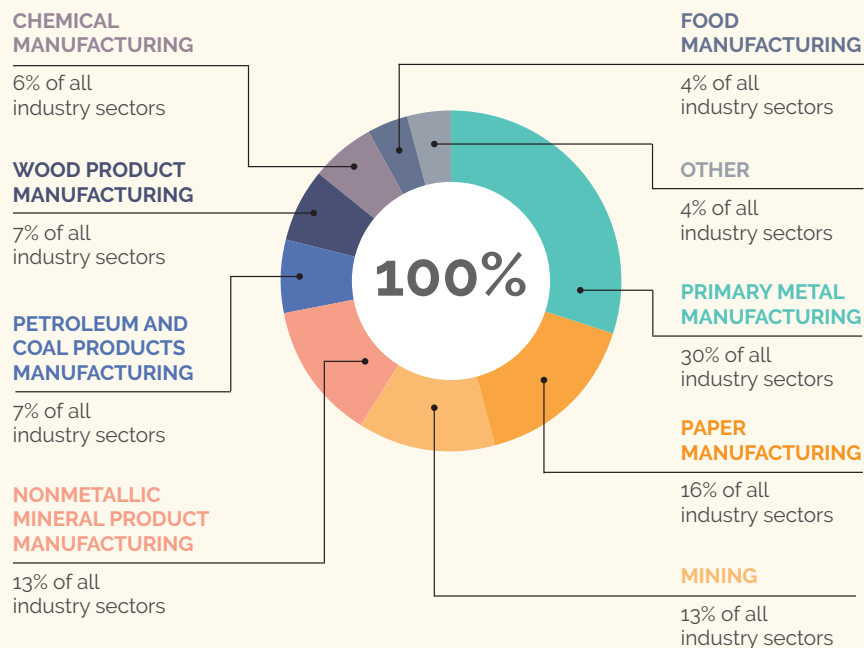 CHEMICAL
MANUFACTURING
6% of all
industry sectors
WOOD PRODUCT
MANUFACTURING
7% of all
industry sectors
PETROLEUM AND
COAL PRODUCTS
MANUFACTURING
7% of all
industry sectors
NONMETALLIC
MINERAL PRODUCT
MANUFACTURING
13% of all
industry sectors
100%
FOOD
MANUFACTURING
4% of all
industry sectors
OTHER
4% of all
industry sectors
PRIMARY METAL
MANUFACTURING
30% of all
industry sectors
PAPER
MANUFACTURING
16% of all
industry sectors
MINING
13% of all
industry sectors